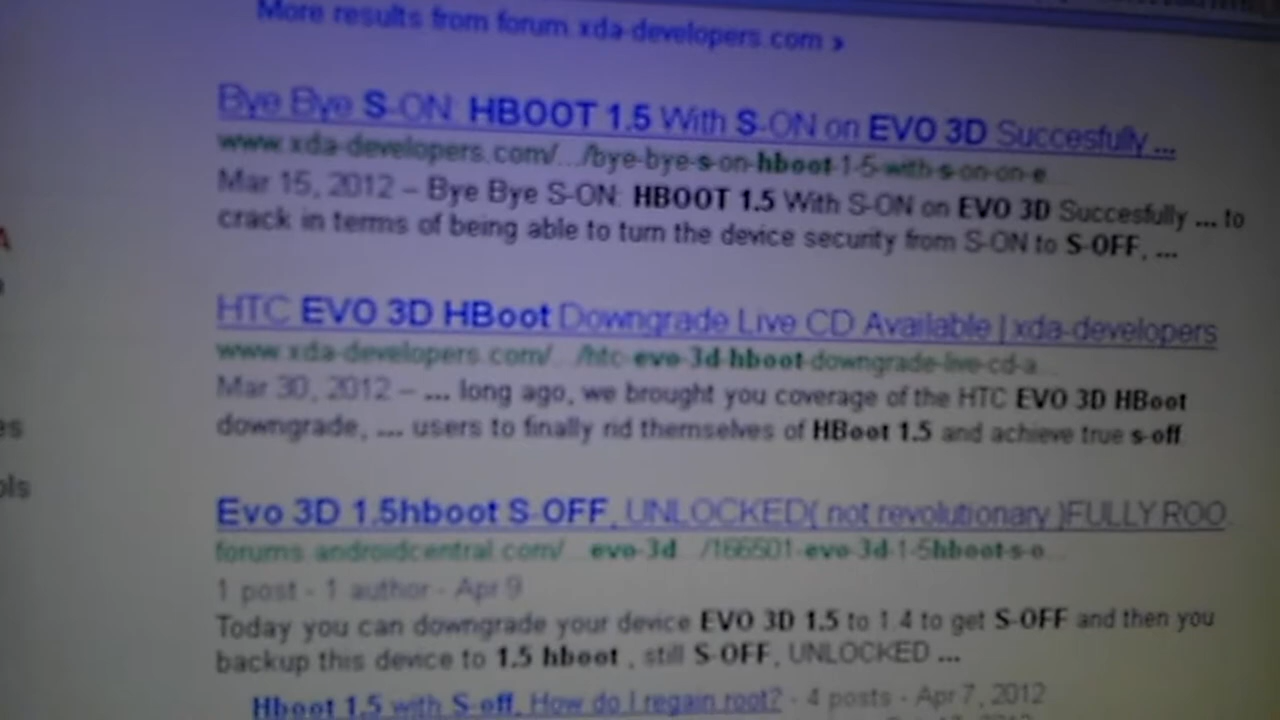 More results from forum xda-developers.com »
Bye Bye S-ON: HBOOT 1.5 With S-ON on EVO 3D Succesfully ...
www.xda-developers.com/.../bye-bye-s-on-hboot-1-5-with-s-on-on-e...
Mar 15, 2012 – Bye Bye S-ON: HBOOT 1.5 With S-ON on EVO 3D Succesfully ... to
crack in terms of being able to turn the device security from S-ON to S-OFF, ...
HTC EVO 3D HBoot Downgrade Live CD Available | xda-developers
www.xda-developers.com/.../htc-evo-3d-hboot-downgrade-live-cd-a...
Mar 30, 2012 – ... long ago, we brought you coverage of the HTC EVO 3D HBoot
downgrade, ... users to finally rid themselves of HBoot 1.5 and achieve true s-off
Evo 3D 1.5hboot S-OFF, UNLOCKED( not revolutionary )FULLY ROO
forums.androidcentral.com/...evo-3d.../166501-evo-3d-1-5hboot-s-o...
1 post - 1 author - Apr 9
Today you can downgrade your device EVO 3D 1.5 to 1.4 to get S-OFF and then you
backup this device to 1.5 hboot , still S-OFF, UNLOCKED ...
Hboot 1.5 with S-off, How do I regain root? - 4 posts - Apr 7, 2012